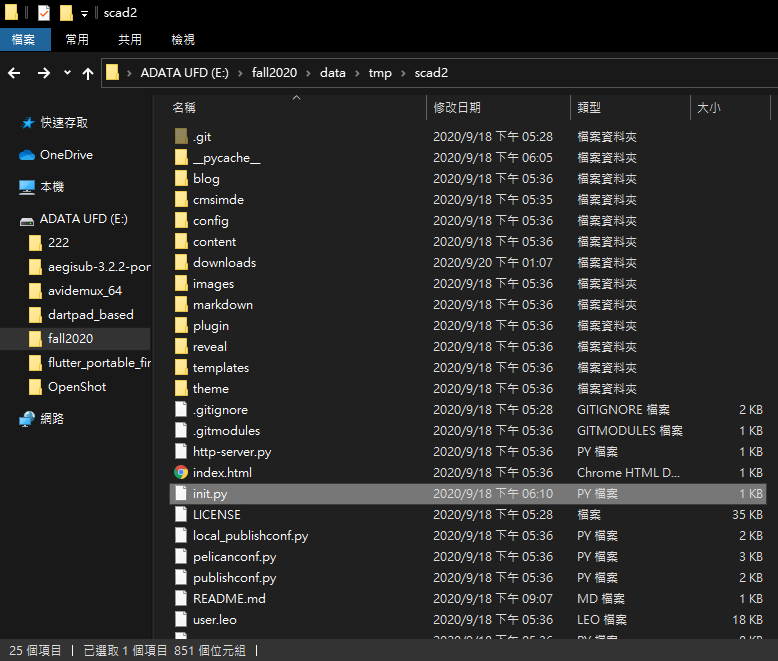 scad2
檔案 常用 共用 檢視
ADATA UFD (E:) › fall2020 › data › tmp › scad2
名稱 修改日期 類型 大小
快速存取
OneDrive
本機
ADATA UFD (E:)
222
aegisub-3.2.2-por
avidemux_64
dartpad_based
fall2020
flutter_portable_fir
OpenShot
網路
.git 2020/9/18 下午 05:28 檔案資料夾
__pycache__ 2020/9/18 下午 06:05 檔案資料夾
blog 2020/9/18 下午 05:36 檔案資料夾
cmsimde 2020/9/18 下午 05:35 檔案資料夾
config 2020/9/18 下午 05:36 檔案資料夾
content 2020/9/18 下午 05:36 檔案資料夾
downloads 2020/9/20 下午 01:07 檔案資料夾
images 2020/9/18 下午 05:36 檔案資料夾
markdown 2020/9/18 下午 05:36 檔案資料夾
plugin 2020/9/18 下午 05:36 檔案資料夾
reveal 2020/9/18 下午 05:36 檔案資料夾
templates 2020/9/18 下午 05:36 檔案資料夾
theme 2020/9/18 下午 05:36 檔案資料夾
.gitignore 2020/9/18 下午 05:28 GITIGNORE 檔案 2 KB
.gitmodules 2020/9/18 下午 05:36 GITMODULES 檔案 1 KB
http-server.py 2020/9/18 下午 05:36 PY 檔案 1 KB
index.html 2020/9/18 下午 05:36 Chrome HTML D... 1 KB
init.py 2020/9/18 下午 06:10 PY 檔案 1 KB
LICENSE 2020/9/18 下午 05:28 檔案 35 KB
local_publishconf.py 2020/9/18 下午 05:36 PY 檔案 2 KB
pelicanconf.py 2020/9/18 下午 05:36 PY 檔案 3 KB
publishconf.py 2020/9/18 下午 05:36 PY 檔案 2 KB
README.md 2020/9/18 下午 09:07 MD 檔案 1 KB
user.leo 2020/9/18 下午 05:36 LEO 檔案 18 KB
25 個項目 已選取 1 個項目 851 個位元組